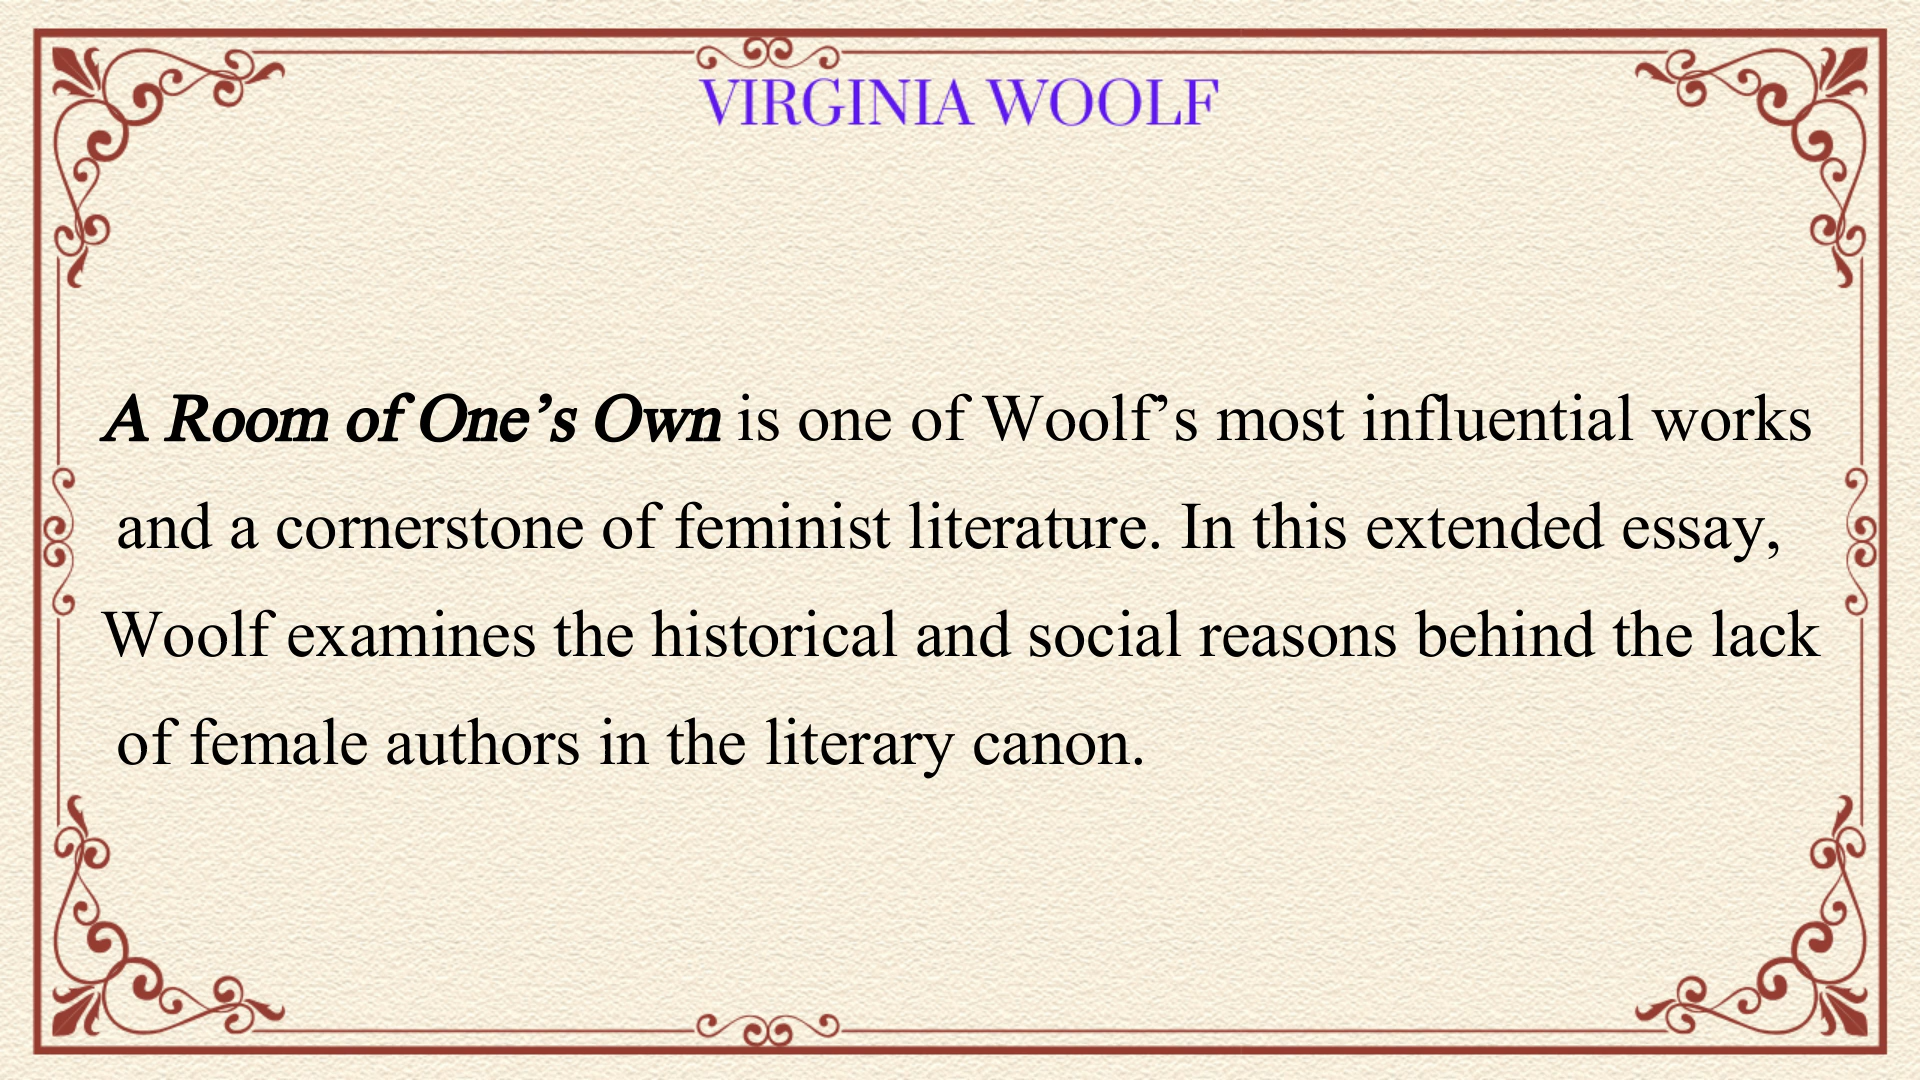 VIRGINIA WOOLF
A Room of One’s Own is one of Woolf’s most influential works
and a cornerstone of feminist literature. In this extended essay,
Woolf examines the historical and social reasons behind the lack
of female authors in the literary canon.